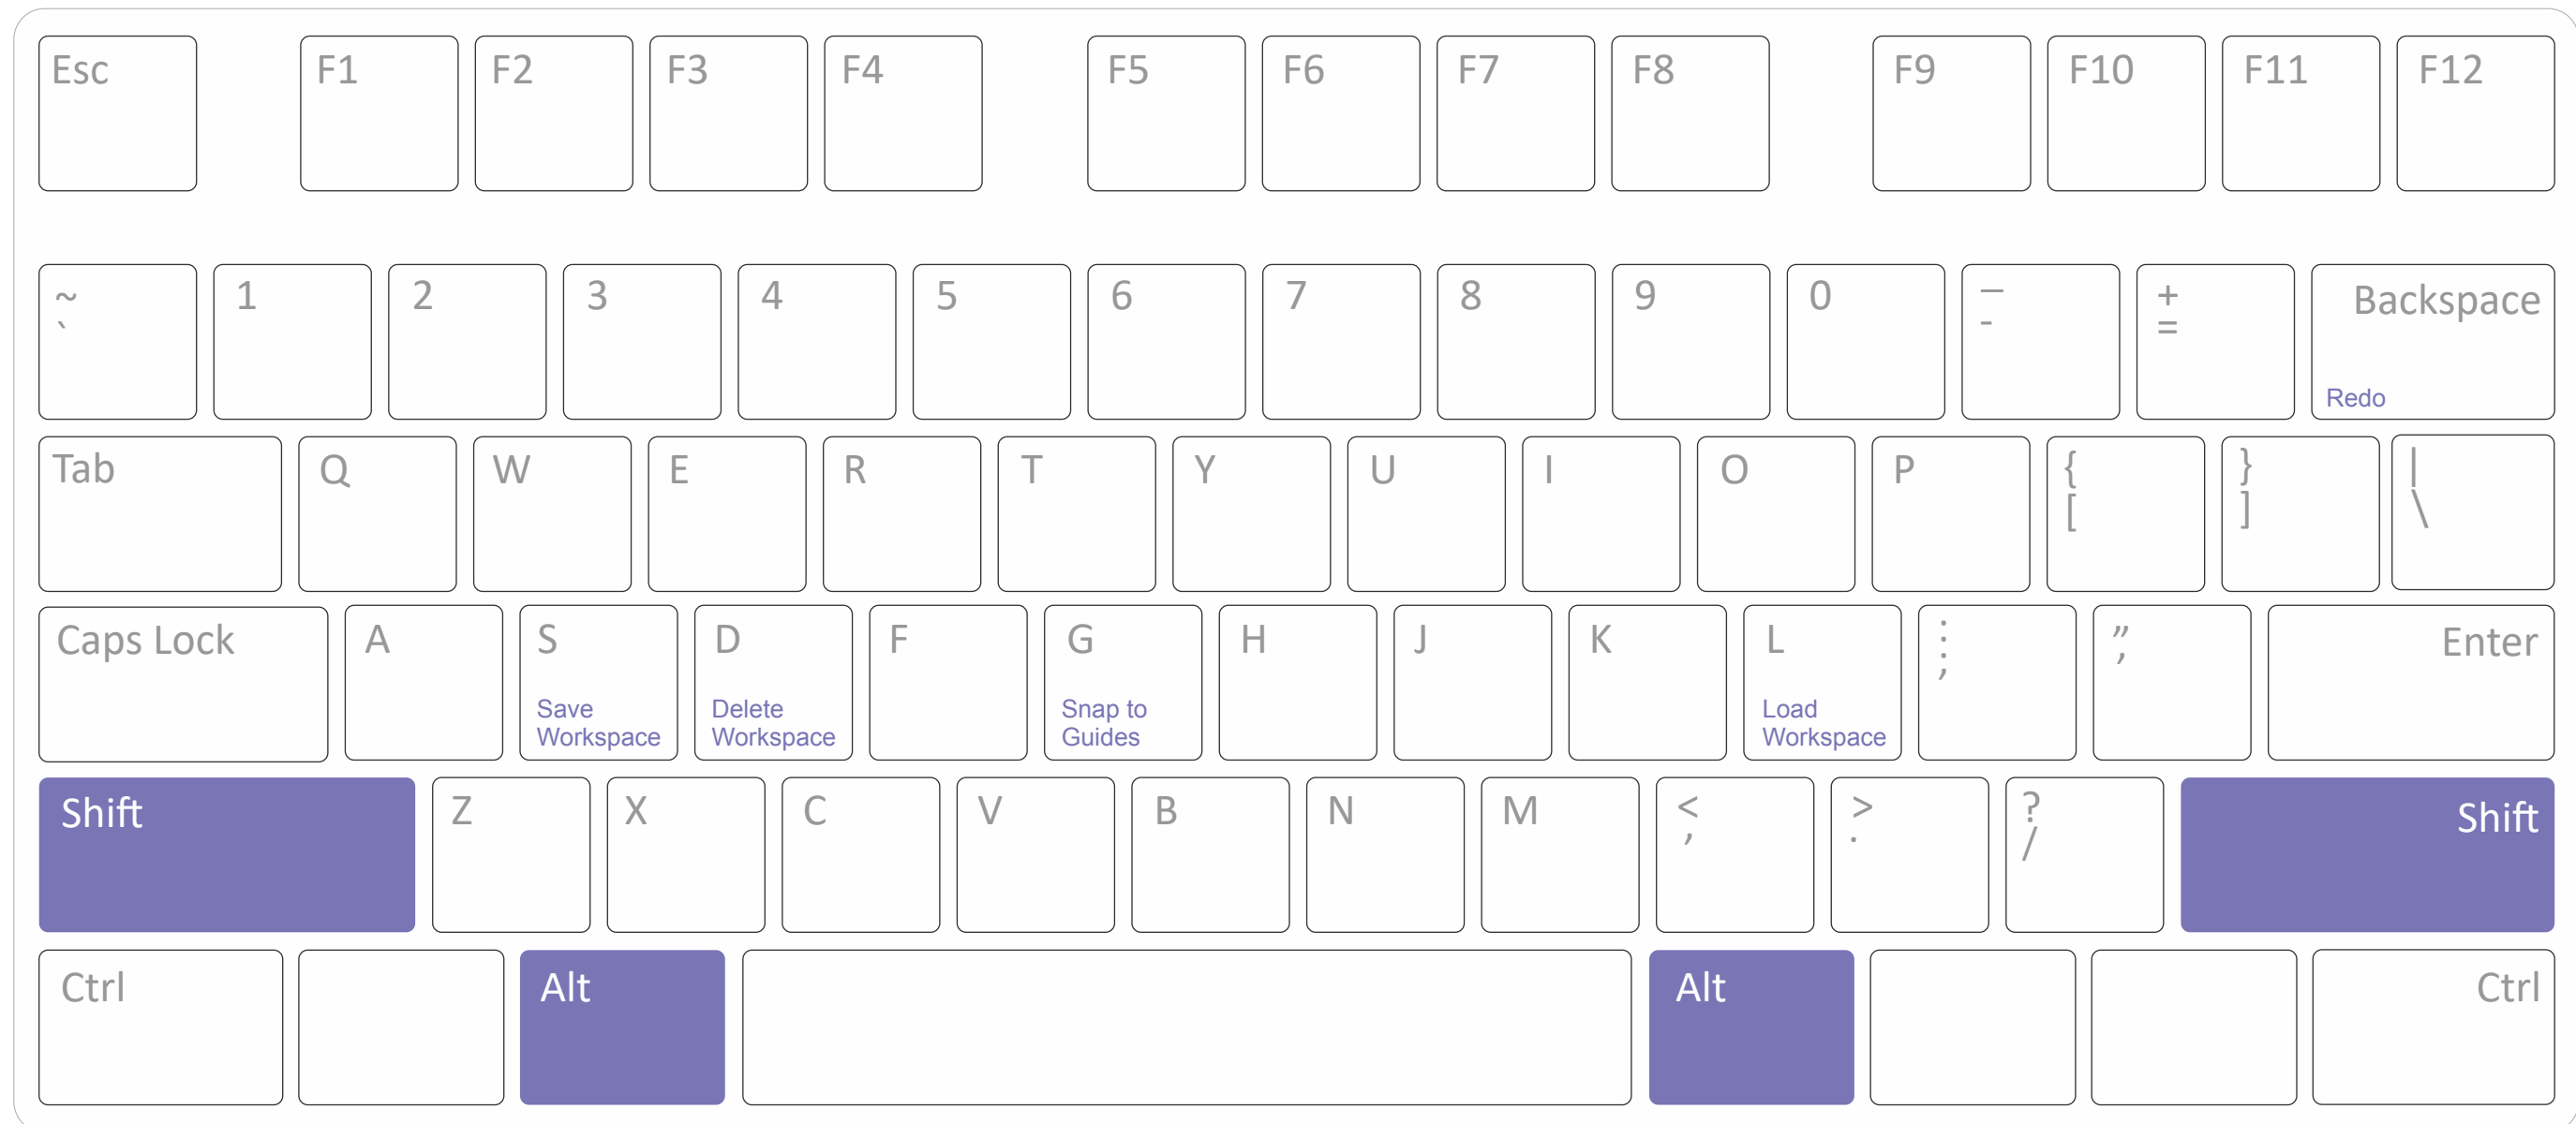 Esc F1 F2 F3 F4 F5 F6 F7 F8 F9 F10 F11 F12
~ 1 2 3 4 5 6 7 8 9 0 _ + Backspace
` - =
Redo
Tab Q W E R T Y U I O P { } |
[ ] \
Caps Lock A S D F G H J K L : ” Enter
; ’
Save Delete Snap to Load
Workspace Workspace Guides Workspace
Shift Z X C V B N M < > ? Shift
, . /
Ctrl Alt Alt Ctrl